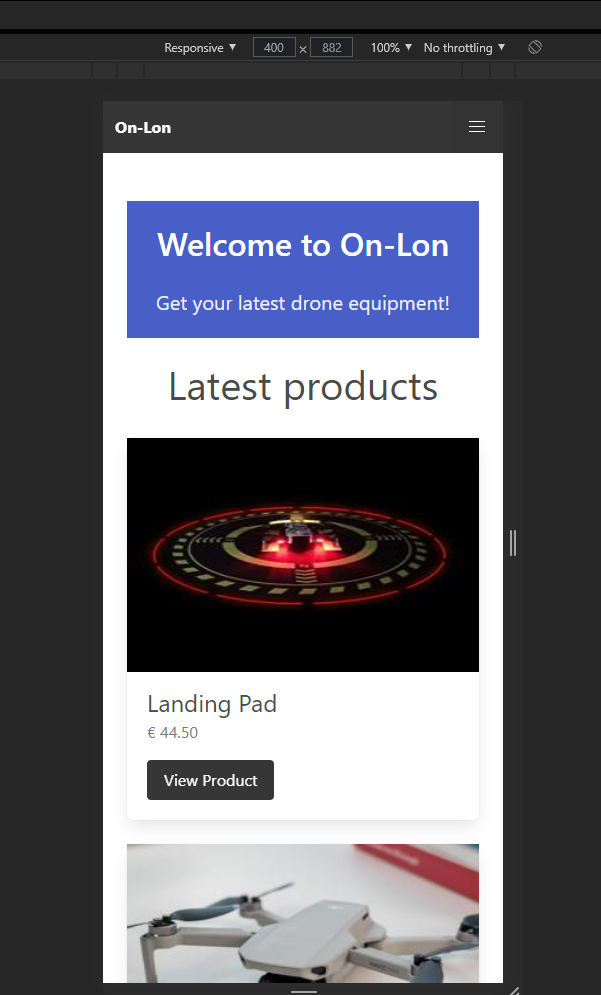 Responsive ▼ 400 × 882 100% ▼ No throttling ▼
On-Lon
Welcome to On-Lon
Get your latest drone equipment!
Latest products
Landing Pad
€ 44.50
View Product